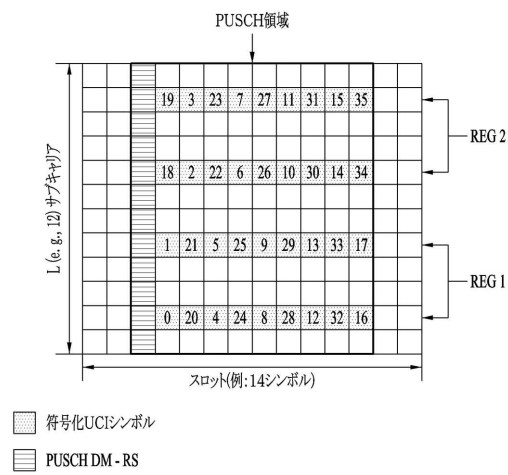 PUSCH領域
19 3 23 7 27 11 31 15 35
REG 2
18 2 22 6 26 10 30 14 34
L (e. g., 12) サブキャリア
1 21 5 25 9 29 13 33 17
REG 1
0 20 4 24 8 28 12 32 16
スロット(例:14シンボル)
符号化UCIシンボル
PUSCH DM - RS